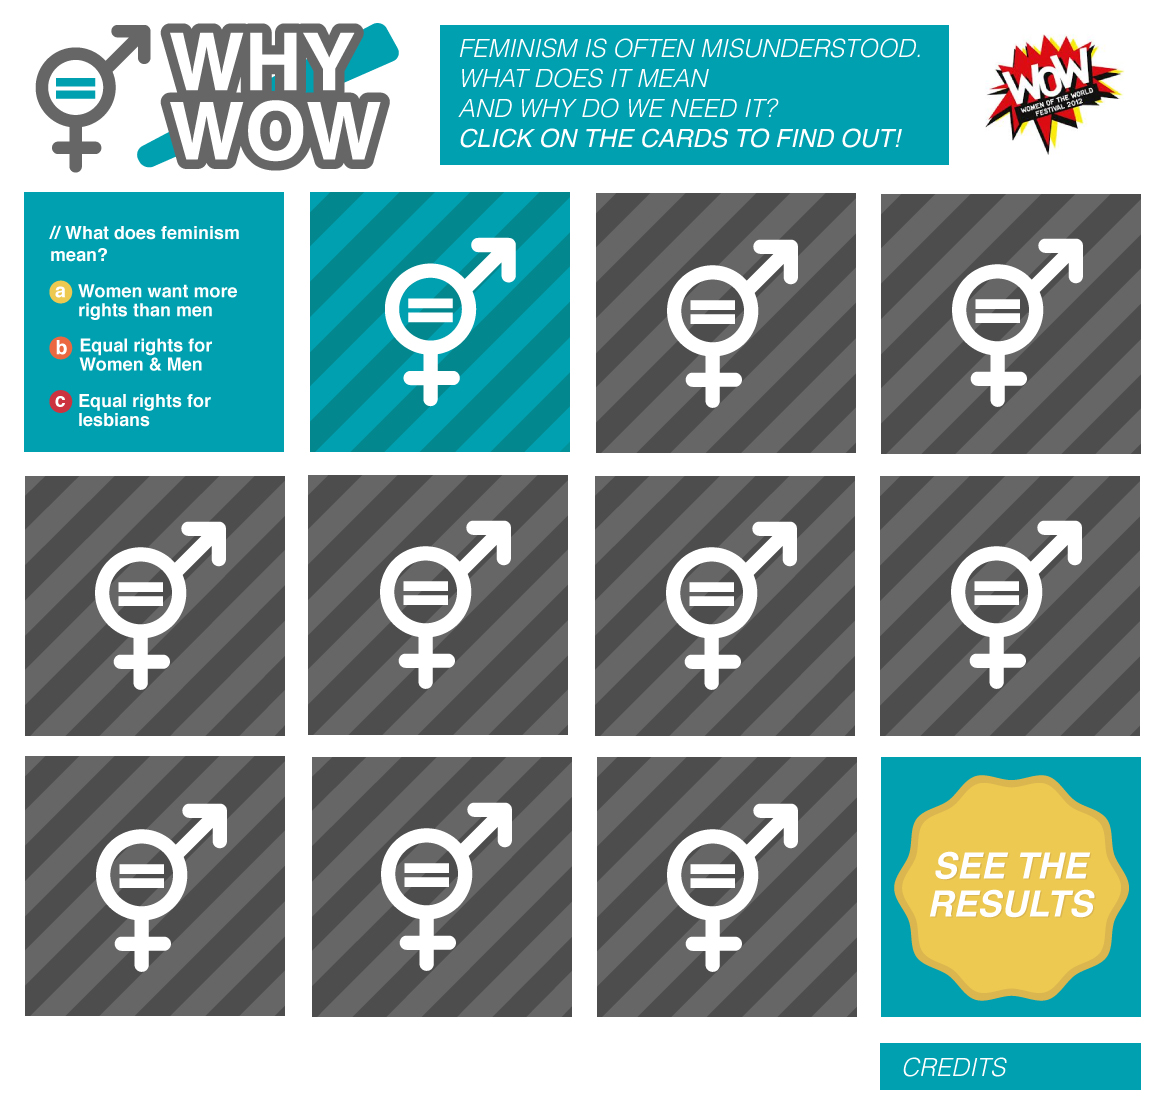 WHY
WOW
FEMINISM IS OFTEN MISUNDERSTOOD.
WHAT DOES IT MEAN
AND WHY DO WE NEED IT?
CLICK ON THE CARDS TO FIND OUT!
WOW
WOMEN OF THE WORLD
FESTIVAL 2012
// What does feminism
mean?
a Women want more
rights than men
b Equal rights for
Women & Men
c Equal rights for
lesbians
SEE THE
RESULTS
CREDITS